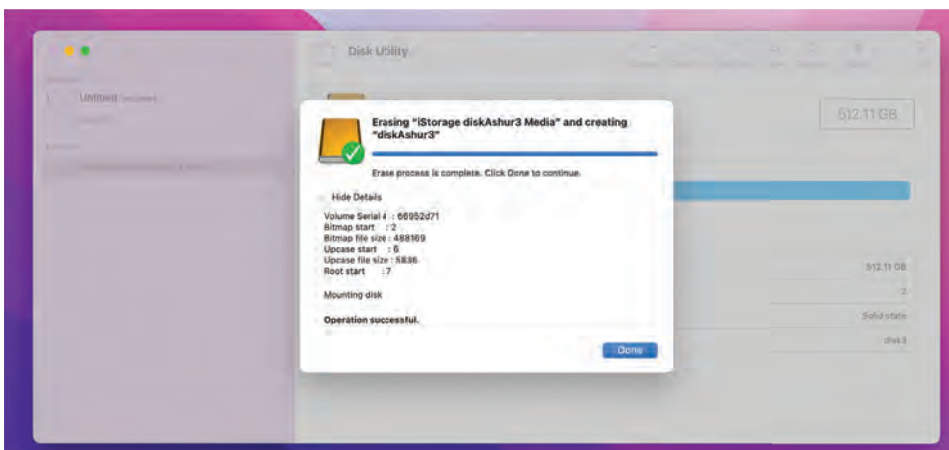 Disk Utility
Untitled
512.11 GB
Erasing "iStorage diskAshur3 Media" and creating
"diskAshur3"
Erase process is complete. Click Done to continue.
Hide Details
Volume Serial # : 66952d71
Bitmap start : 2
Bitmap file size : 488169
Upcase start : 6
Upcase file size : 5836
Root start : 7
Mounting disk
Operation successful.
Done
512.11 GB
2
Solid state
disk3